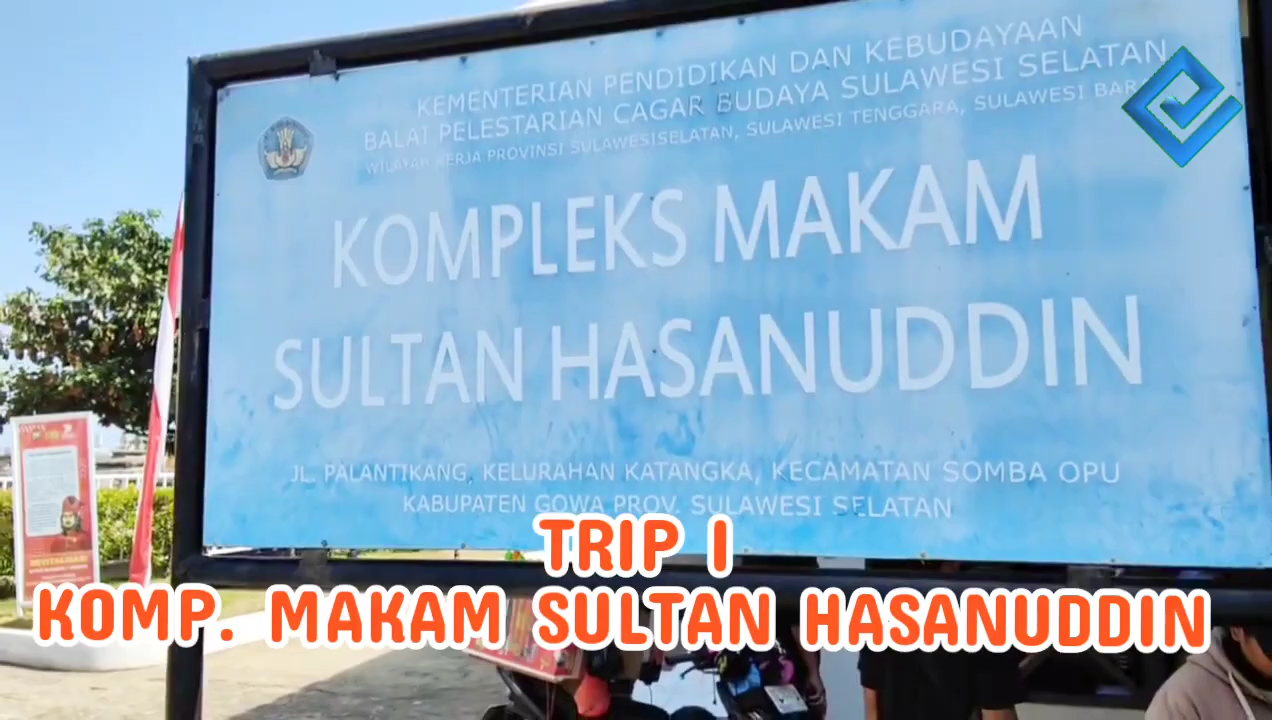 KEMENTERIAN PENDIDIKAN DAN KEBUDAYAAN
BALAI PELESTARIAN CAGAR BUDAYA SULAWESI SELATAN
WILAYAH KERJA PROVINSI SULAWESISELATAN, SULAWESI TENGGARA, SULAWESI
KOMPLEKS MAKAM
SULTAN HASANUDDIN
JL. PALANTIKANG, KELURAHAN KATANGKA, KECAMATAN SOMBA OPU
KABUPATEN GOWA PROV. SULAWESI SELATAN
TRIP I
KOMP. MAKAM SULTAN HASANUDDIN